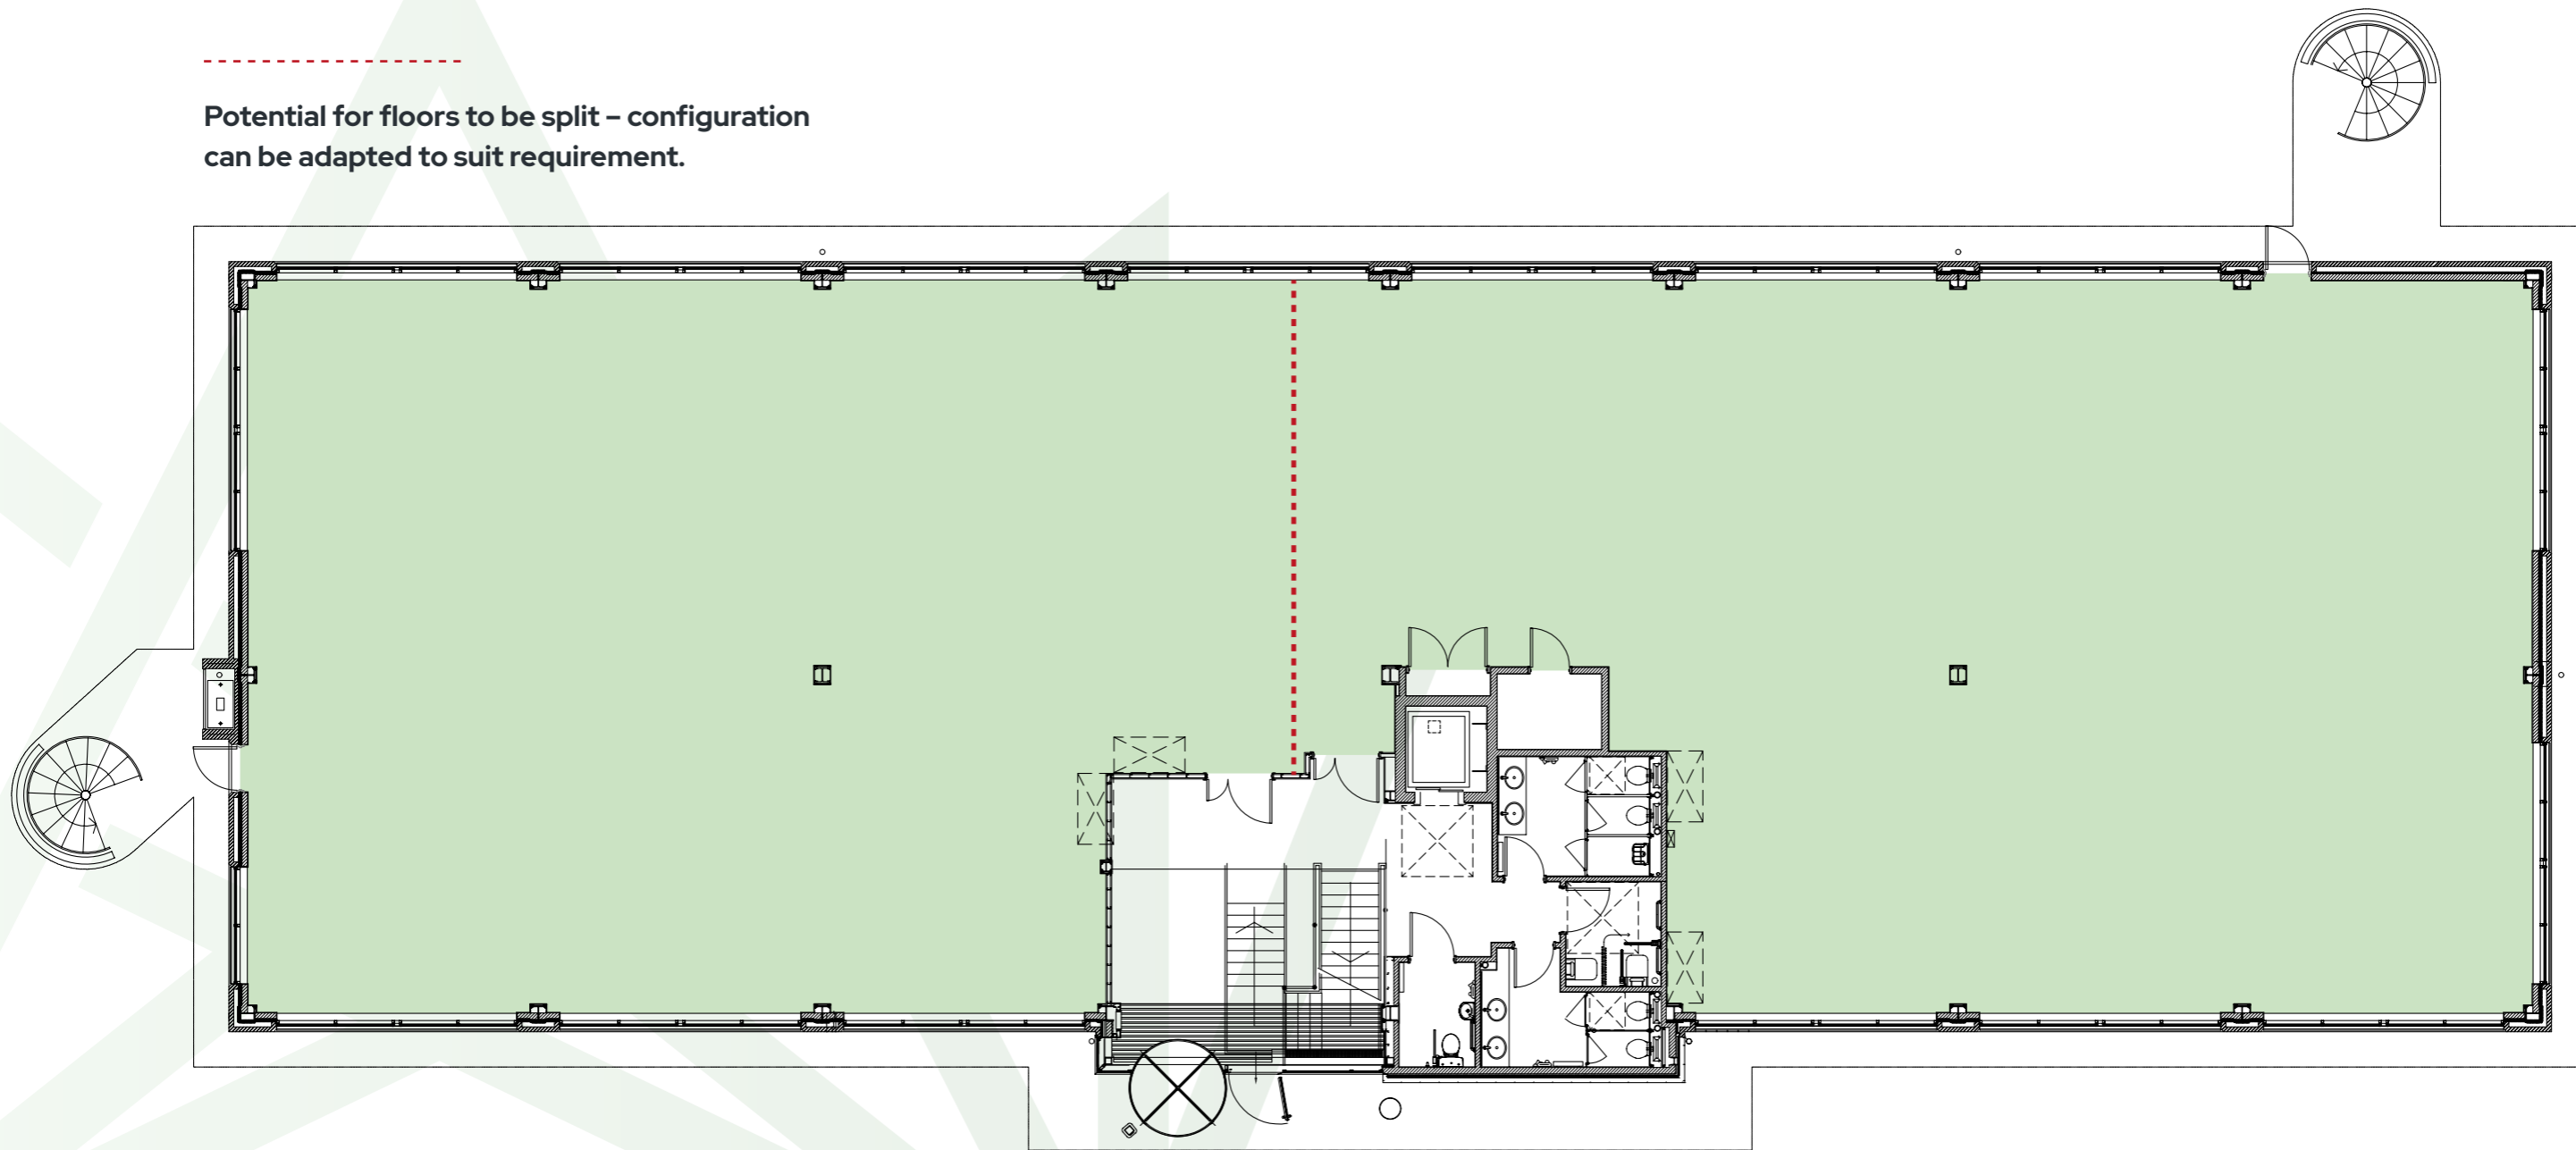 Potential for floors to be split – configuration
can be adapted to suit requirement.